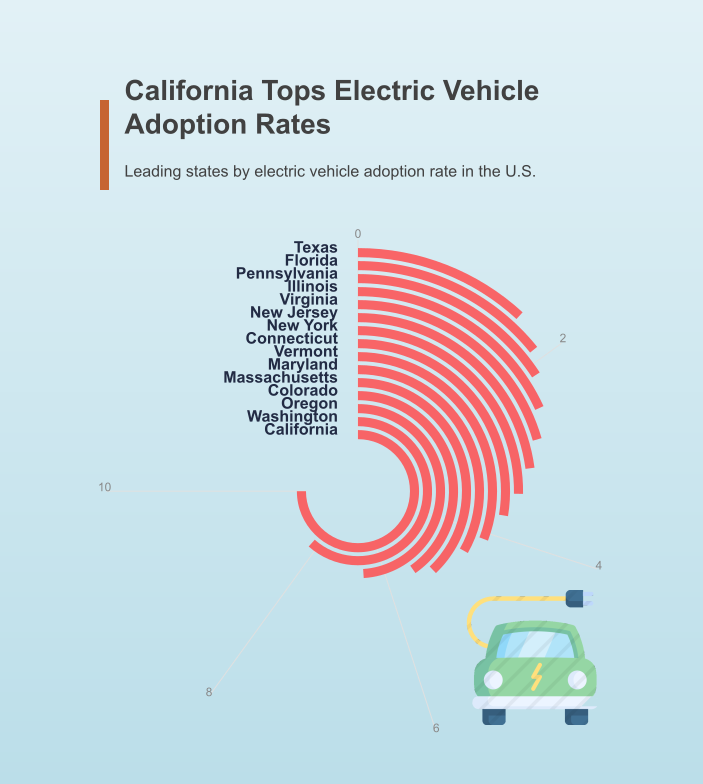 California Tops Electric Vehicle
Adoption Rates
Leading states by electric vehicle adoption rate in the U.S.
0
Texas
Florida
Pennsylvania
Illinois
Virginia
New Jersey
New York
Connecticut
Vermont
Maryland
Massachusetts
Colorado
Oregon
Washington
California
2
4
6
8
10